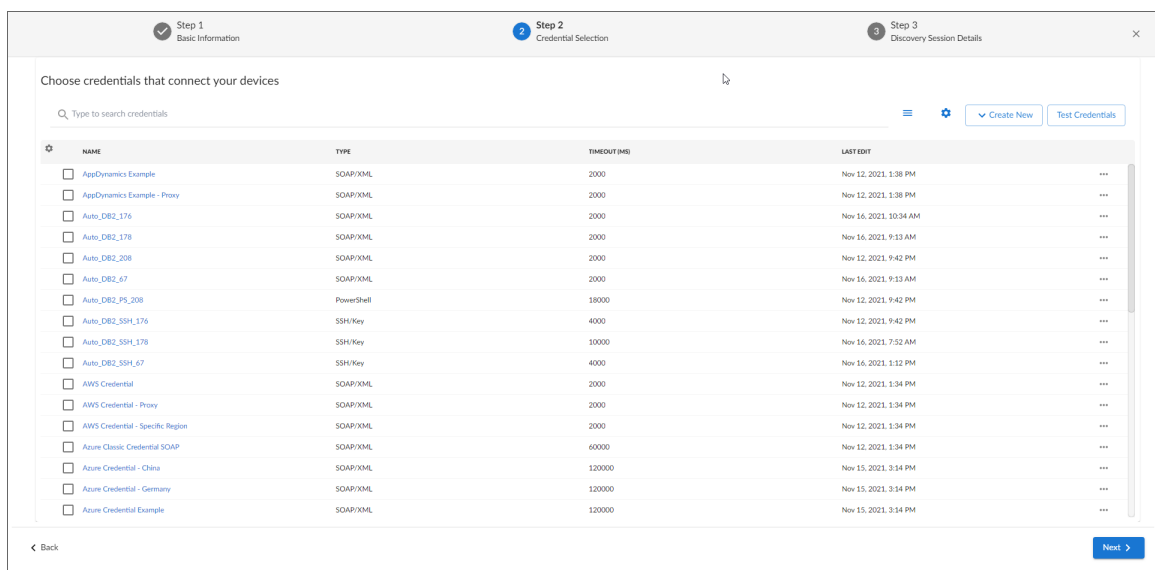 Step 1
Basic Information
2
Step 2
Credential Selection
3
Step 3
Discovery Session Details
Choose credentials that connect your devices
Type to search credentials
Create New
Test Credentials
NAME TYPE TIMEOUT (MS) LAST EDIT
AppDynamics Example SOAP/XML 2000 Nov 12, 2021, 1:38 PM
AppDynamics Example - Proxy SOAP/XML 2000 Nov 12, 2021, 1:38 PM
Auto_DB2_176 SOAP/XML 2000 Nov 16, 2021, 10:34 AM
Auto_DB2_178 SOAP/XML 2000 Nov 16, 2021, 9:13 AM
Auto_DB2_208 SOAP/XML 2000 Nov 12, 2021, 9:42 PM
Auto_DB2_67 SOAP/XML 2000 Nov 16, 2021, 9:13 AM
Auto_DB2_PS_208 PowerShell 18000 Nov 12, 2021, 9:42 PM
Auto_DB2_SSH_176 SSH/Key 4000 Nov 12, 2021, 9:42 PM
Auto_DB2_SSH_178 SSH/Key 10000 Nov 16, 2021, 7:52 AM
Auto_DB2_SSH_67 SSH/Key 4000 Nov 16, 2021, 1:12 PM
AWS Credential SOAP/XML 2000 Nov 12, 2021, 1:34 PM
AWS Credential - Proxy SOAP/XML 2000 Nov 12, 2021, 1:34 PM
AWS Credential - Specific Region SOAP/XML 2000 Nov 12, 2021, 1:34 PM
Azure Classic Credential SOAP SOAP/XML 60000 Nov 12, 2021, 1:34 PM
Azure Credential - China SOAP/XML 120000 Nov 15, 2021, 3:14 PM
Azure Credential - Germany SOAP/XML 120000 Nov 15, 2021, 3:14 PM
Azure Credential Example SOAP/XML 120000 Nov 15, 2021, 3:14 PM
Back
Next